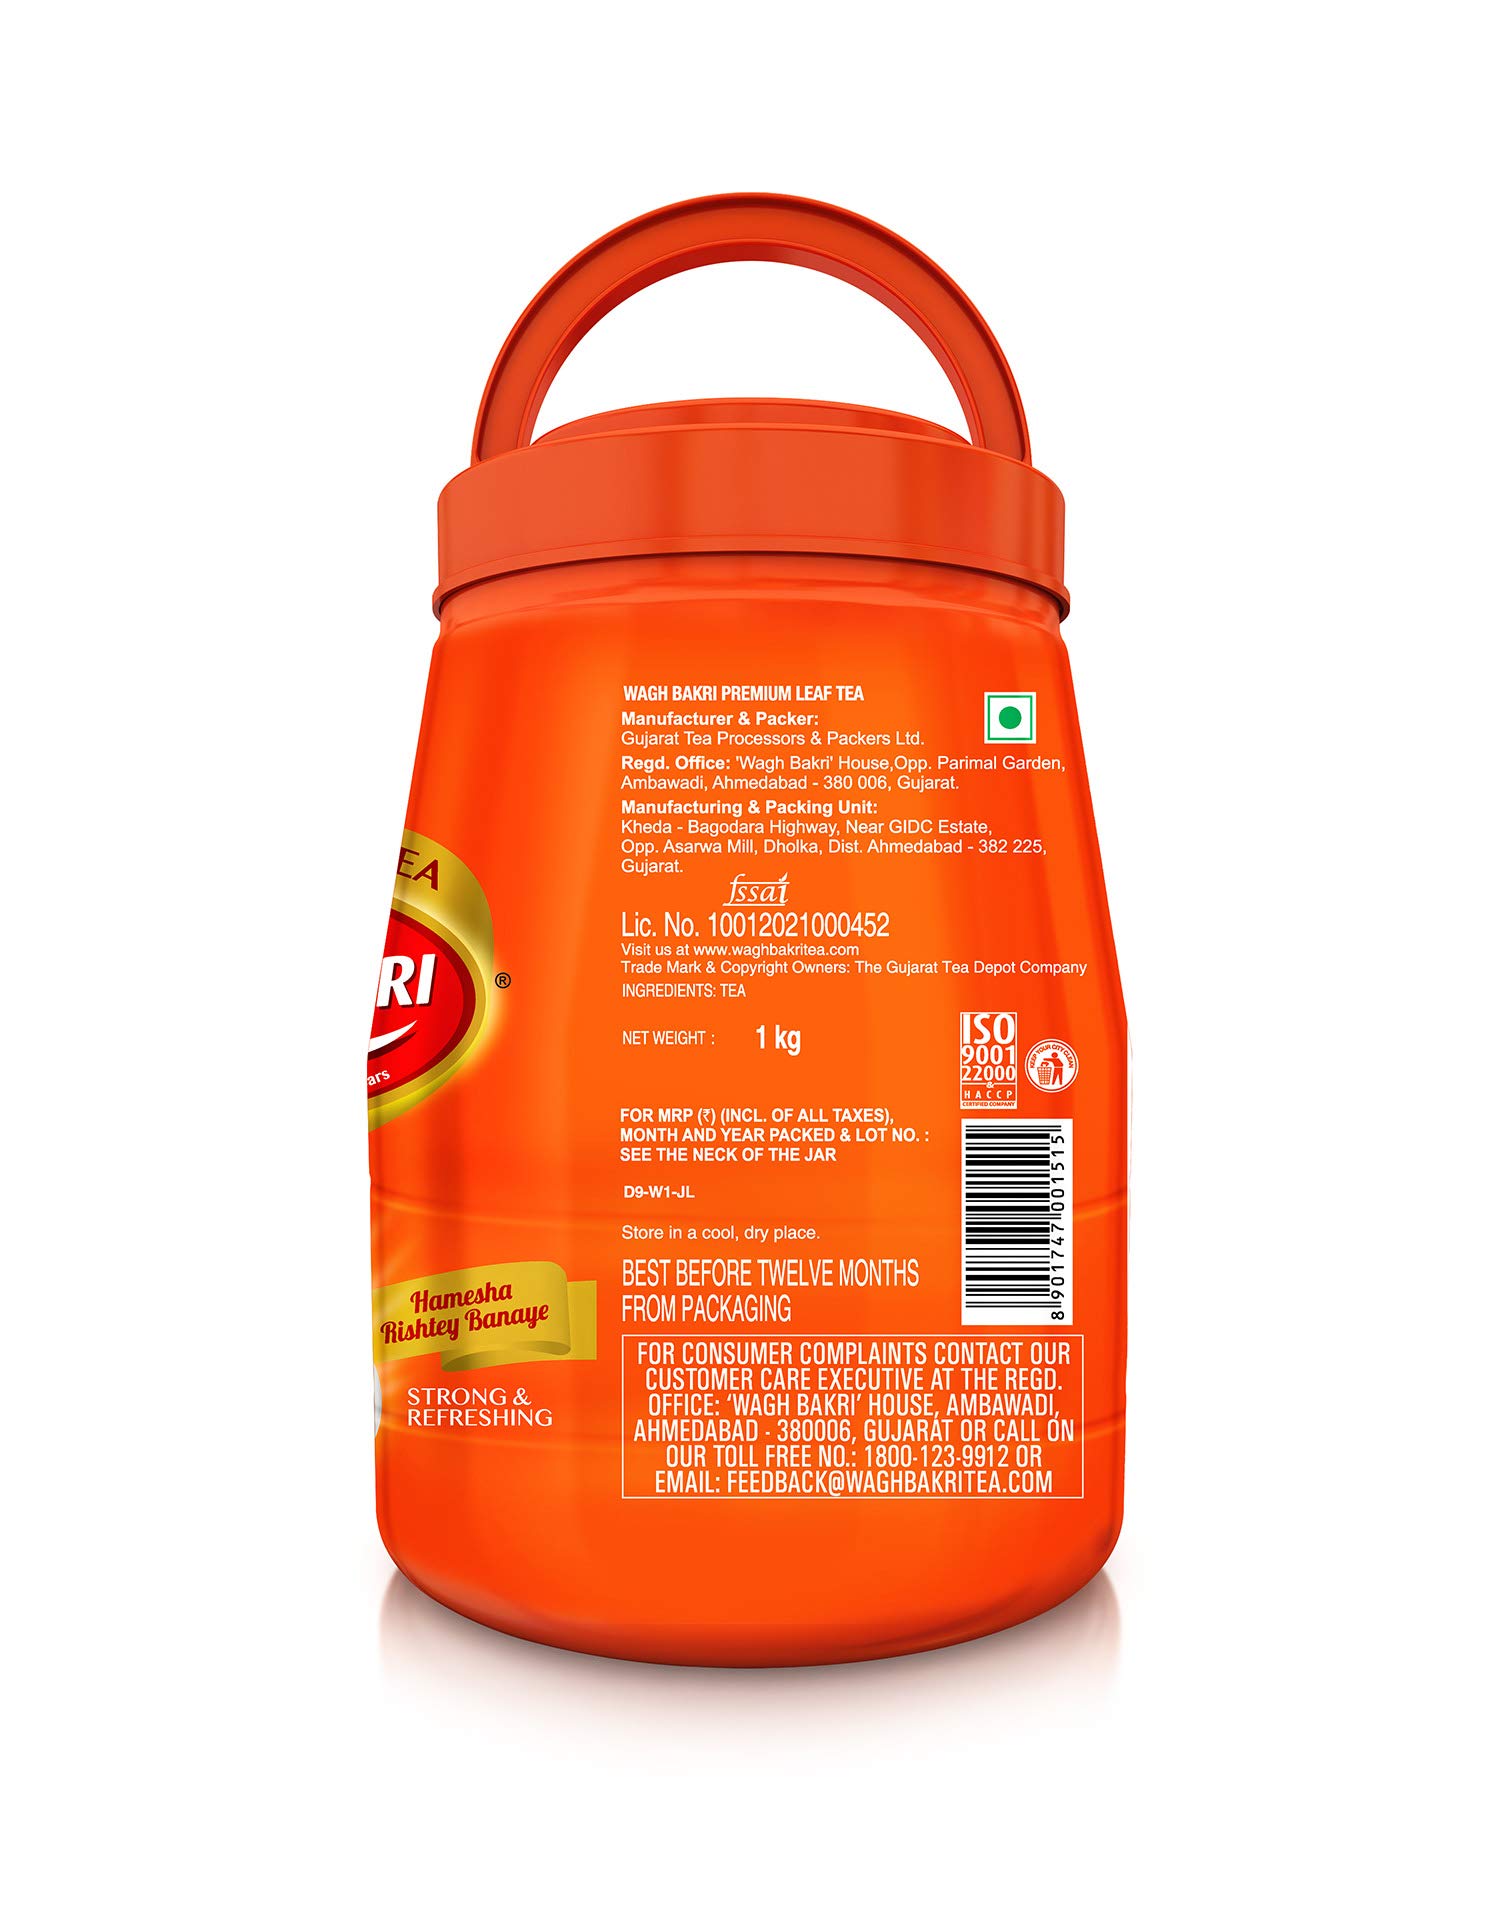 WAGH BAKRI PREMIUM LEAF TEA
Manufacturer & Packer:
Gujarat Tea Processors & Packers Ltd.
Regd. Office: 'Wagh Bakri' House,Opp. Parimal Garden,
Ambawadi, Ahmedabad - 380 006, Gujarat.
Manufacturing & Packing Unit:
Kheda - Bagodara Highway, Near GIDC Estate,
Opp. Asarwa Mill, Dholka, Dist. Ahmedabad - 382 225,
Gujarat.
fssai
Lic. No. 10012021000452
Visit us at www.waghbakritea.com
Trade Mark & Copyright Owners: The Gujarat Tea Depot Company
INGREDIENTS: TEA
NET WEIGHT : 1 kg
ISO
9001
22000
&
HACCP
CERTIFIED COMPANY
KEEP YOUR CITY CLEAN
FOR MRP (₹) (INCL. OF ALL TAXES),
MONTH AND YEAR PACKED & LOT NO. :
SEE THE NECK OF THE JAR
D9-W1-JL
Store in a cool, dry place.
BEST BEFORE TWELVE MONTHS
FROM PACKAGING
8901747001515
FOR CONSUMER COMPLAINTS CONTACT OUR
CUSTOMER CARE EXECUTIVE AT THE REGD.
OFFICE: 'WAGH BAKRI' HOUSE, AMBAWADI,
AHMEDABAD - 380006, GUJARAT OR CALL ON
OUR TOLL FREE NO.: 1800-123-9912 OR
EMAIL: FEEDBACK@WAGHBAKRITEA.COM
EA
RI ®
ars
Hamesha
Rishtey Banaye
STRONG &
REFRESHING